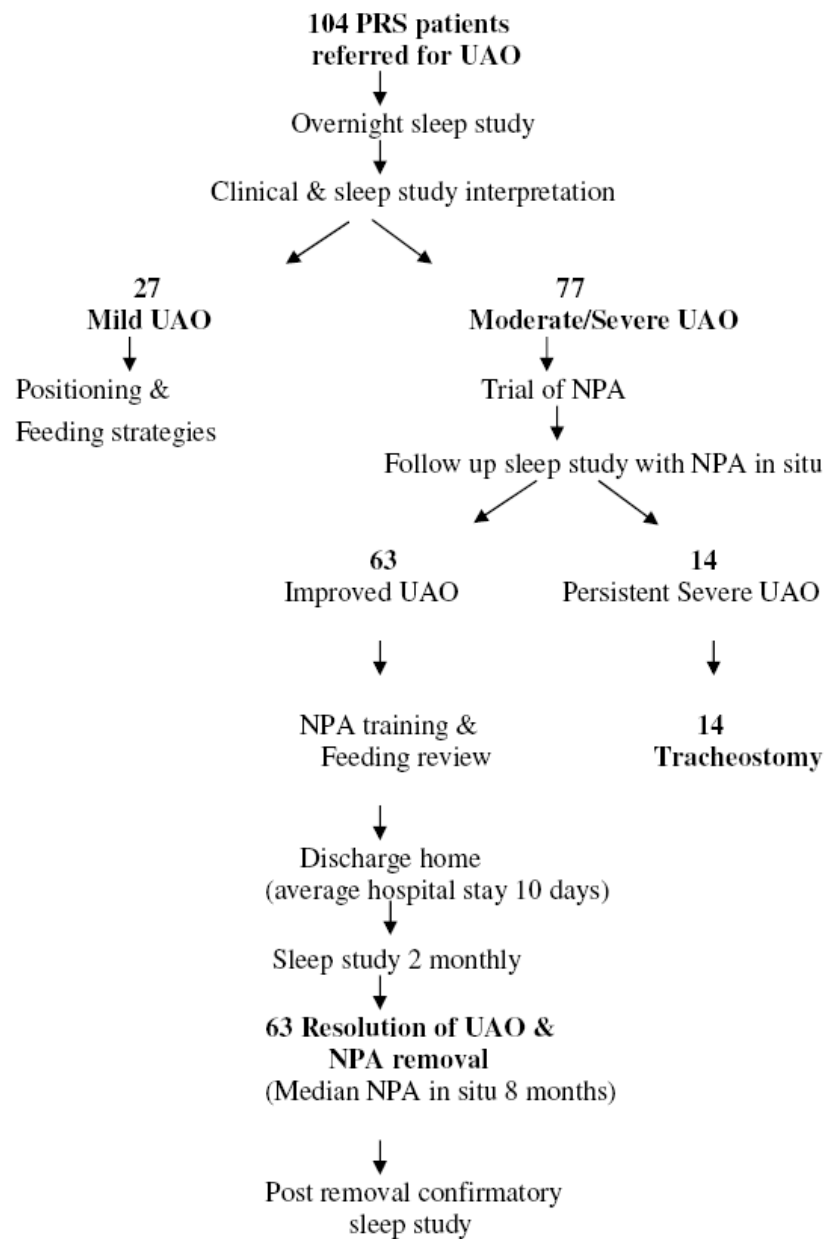 104 PRS patients
referred for UAO
Overnight sleep study
Clinical & sleep study interpretation
27
Mild UAO
Positioning &
Feeding strategies
77
Moderate/Severe UAO
Trial of NPA
Follow up sleep study with NPA in situ
63
Improved UAO
14
Persistent Severe UAO
NPA training &
Feeding review
14
Tracheostomy
Discharge home
(average hospital stay 10 days)
Sleep study 2 monthly
63 Resolution of UAO &
NPA removal
(Median NPA in situ 8 months)
Post removal confirmatory
sleep study